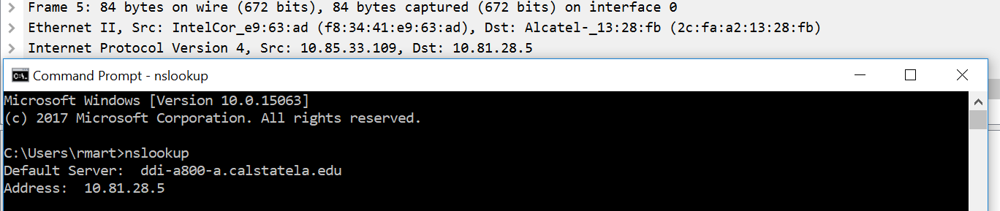 Frame 5: 84 bytes on wire (672 bits), 84 bytes captured (672 bits) on interface 0
Ethernet II, Src: IntelCor_e9:63:ad (f8:34:41:e9:63:ad), Dst: Alcatel-_13:28:fb (2c:fa:a2:13:28:fb)
Internet Protocol Version 4, Src: 10.85.33.109, Dst: 10.81.28.5
Command Prompt - nslookup
Microsoft Windows [Version 10.0.15063]
(c) 2017 Microsoft Corporation. All rights reserved.
C:\Users\rmart>nslookup
Default Server:  ddi-a800-a.calstatela.edu
Address:  10.81.28.5